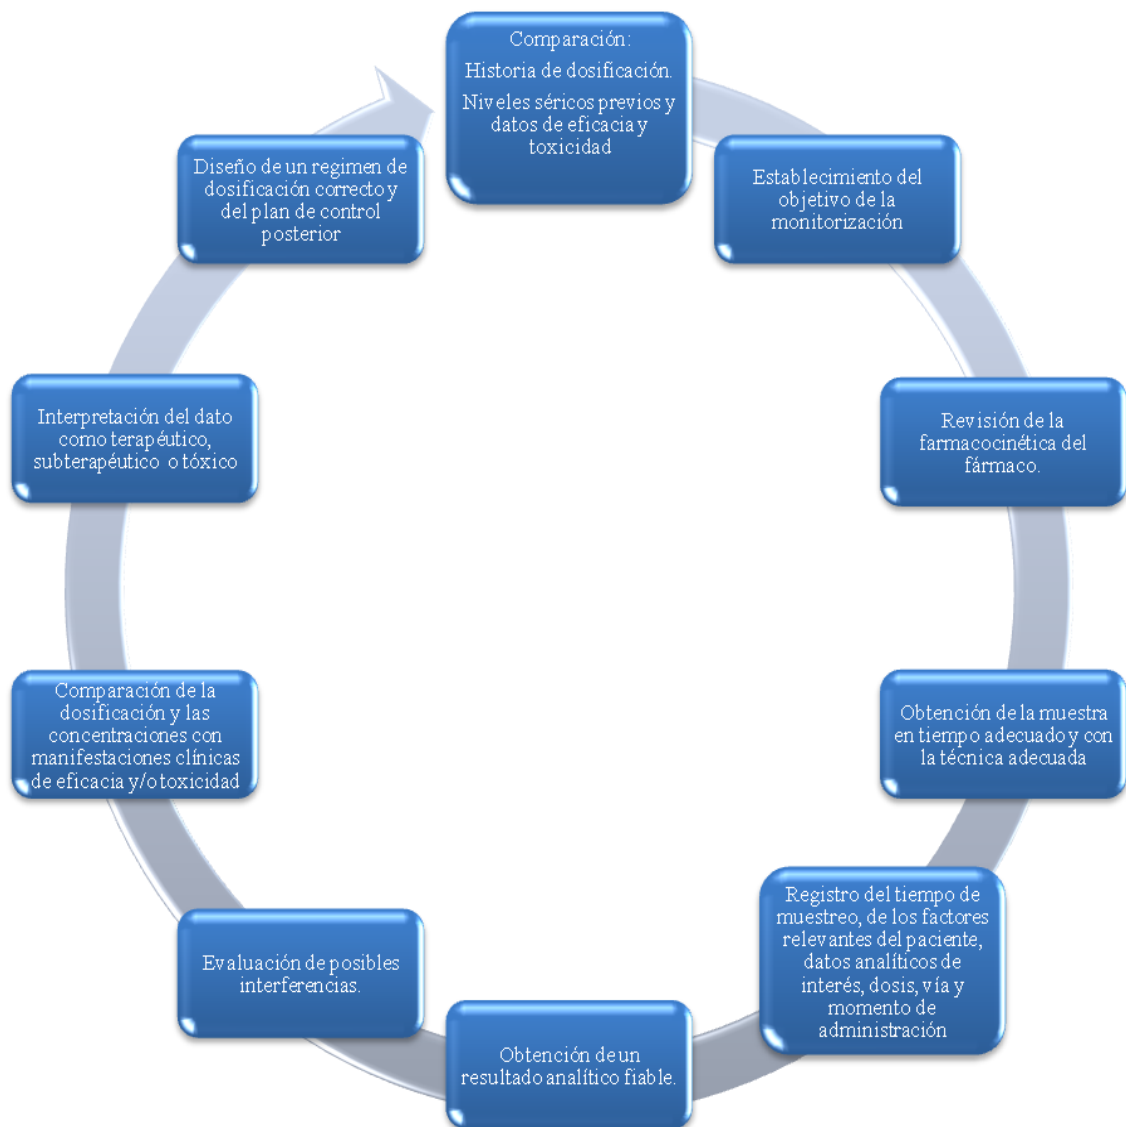 Comparación:
Historia de dosificación.
Niveles séricos previos y
datos de eficacia y
toxicidad
Establecimiento del
objetivo de la
monitorización
Revisión de la
farmacocinética del
fármaco.
Obtención de la muestra
en tiempo adecuado y con
la técnica adecuada
Registro del tiempo de
muestreo, de los factores
relevantes del paciente,
datos analíticos de
interés, dosis, vía y
momento de
administración
Obtención de un
resultado analítico fiable.
Evaluación de posibles
interferencias.
Comparación de la
dosificación y las
concentraciones con
manifestaciones clínicas
de eficacia y/o toxicidad
Interpretación del dato
como terapéutico,
subterapéutico o tóxico
Diseño de un regimen de
dosificación correcto y
del plan de control
posterior